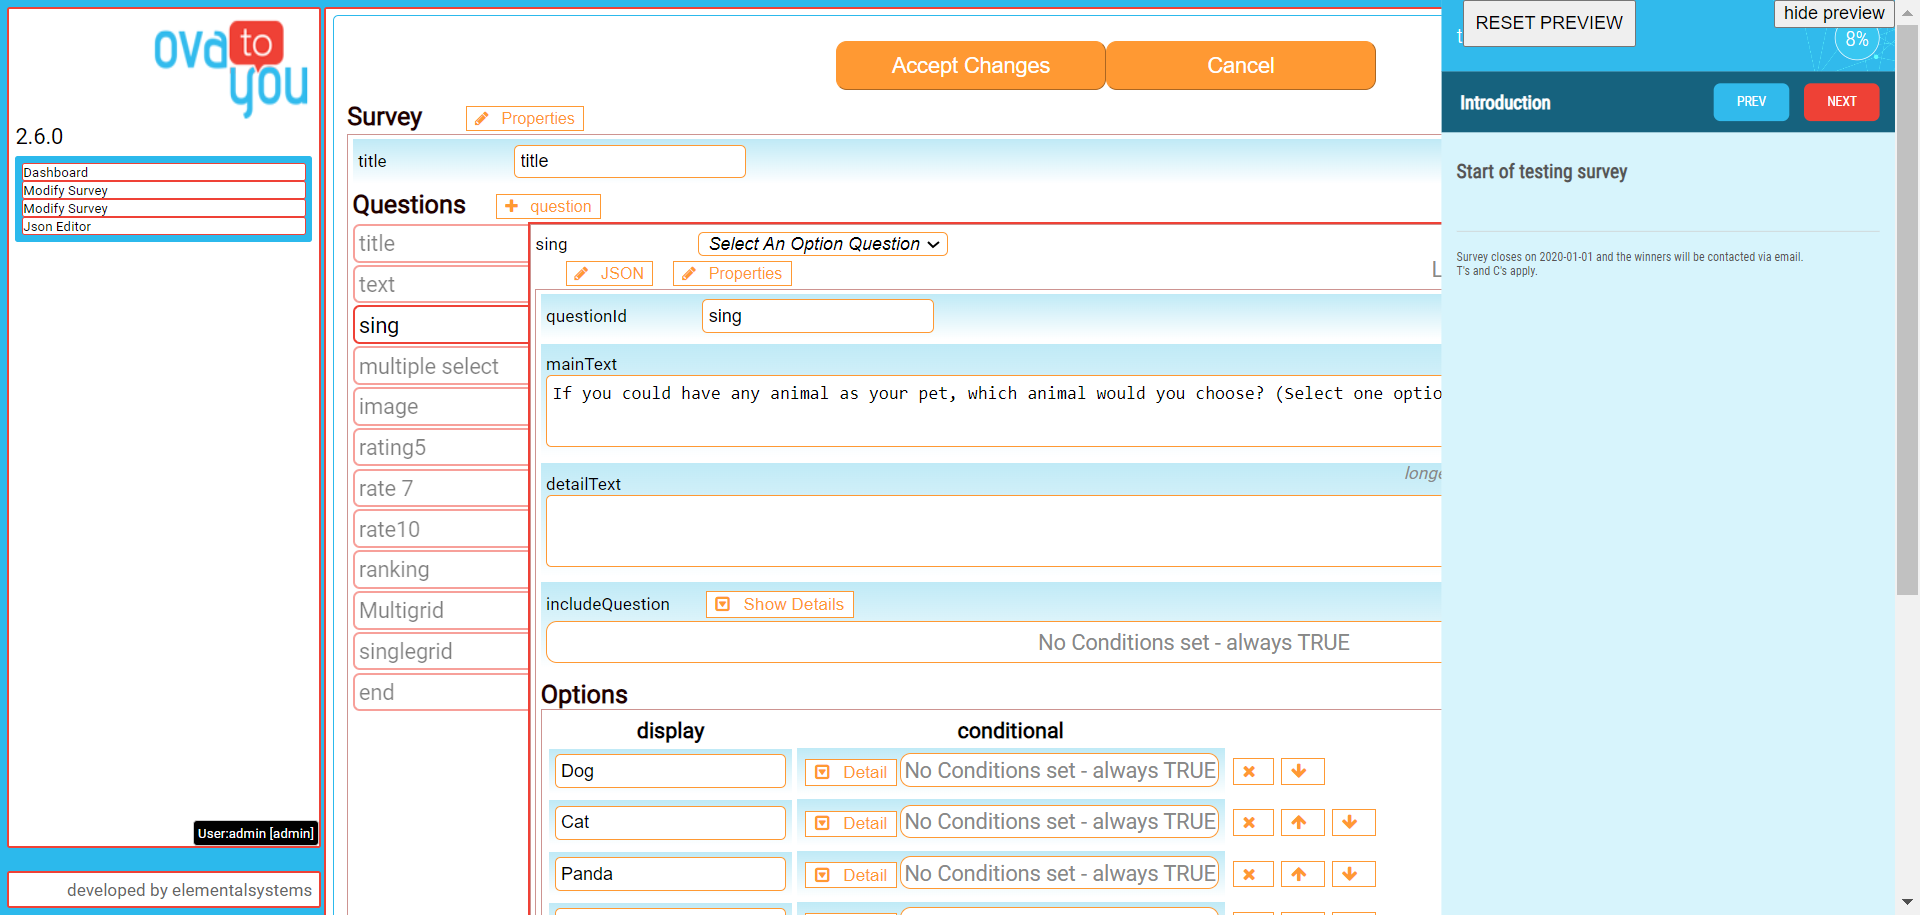 ova to you
2.6.0
Dashboard
Modify Survey
Modify Survey
Json Editor
User:admin [admin]
developed by elementalsystems
Accept Changes
Cancel
Survey
Properties
title
title
Questions
question
title
text
sing
multiple select
image
rating5
rate 7
rate10
ranking
Multigrid
singlegrid
end
sing
Select An Option Question
JSON
Properties
L
questionId
sing
mainText
If you could have any animal as your pet, which animal would you choose? (Select one optio
detailText
longe
includeQuestion
Show Details
No Conditions set - always TRUE
Options
display
conditional
Dog
Detail
No Conditions set - always TRUE
Cat
Detail
No Conditions set - always TRUE
Panda
Detail
No Conditions set - always TRUE
RESET PREVIEW
hide preview
t
8%
Introduction
PREV
NEXT
Start of testing survey
Survey closes on 2020-01-01 and the winners will be contacted via email.
T's and C's apply.